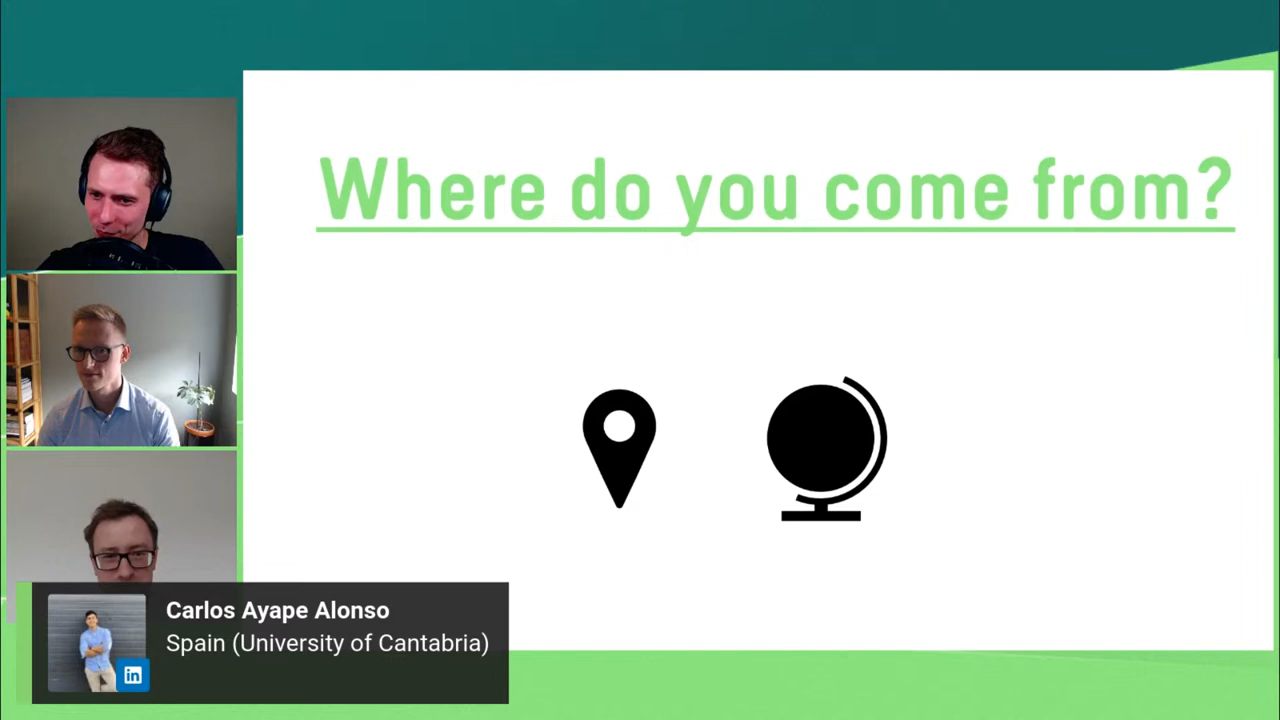 Where do you come from?
Carlos Ayape Alonso
Spain (University of Cantabria)
in